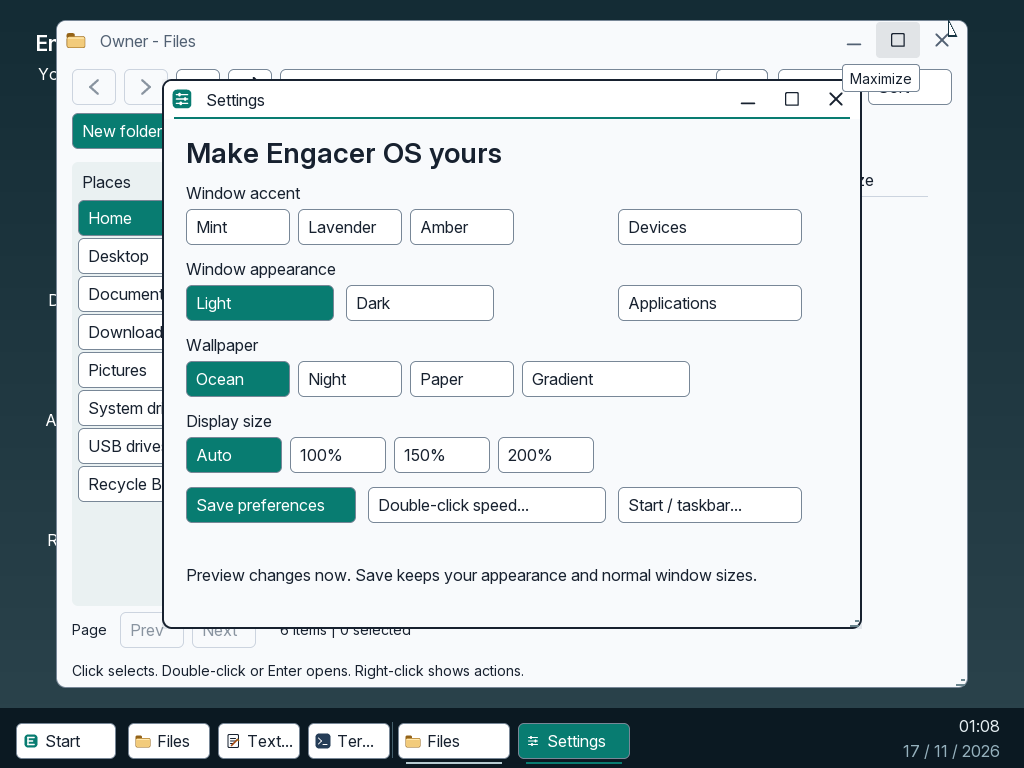 Owner - Files
Maximize
Settings
New folder
Make Engacer OS yours
Places
Window accent
Home
Mint
Lavender
Amber
Devices
Desktop
Window appearance
Light
Dark
Applications
Wallpaper
Pictures
Ocean
Night
Paper
Gradient
Display size
Auto
100%
150%
200%
Save preferences
Double-click speed...
Start / taskbar...
Preview changes now. Save keeps your appearance and normal window sizes.
Page
Prev
Next
6 items | 0 selected
Click selects. Double-click or Enter opens. Right-click shows actions.
Start
Files
Text...
Ter...
Files
Settings
01:08
17 / 11 / 2026